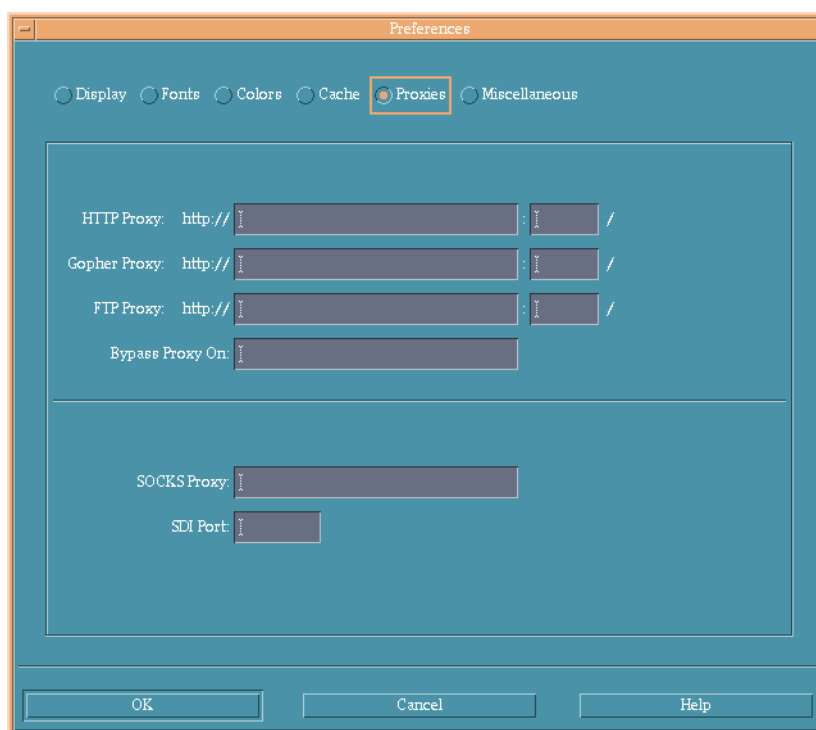 Preferences
Display Fonts Colors Cache Proxies Miscellaneous
HTTP Proxy: http:// : /
Gopher Proxy: http:// : /
FTP Proxy: http:// : /
Bypass Proxy On:
SOCKS Proxy:
SDI Port:
OK Cancel Help